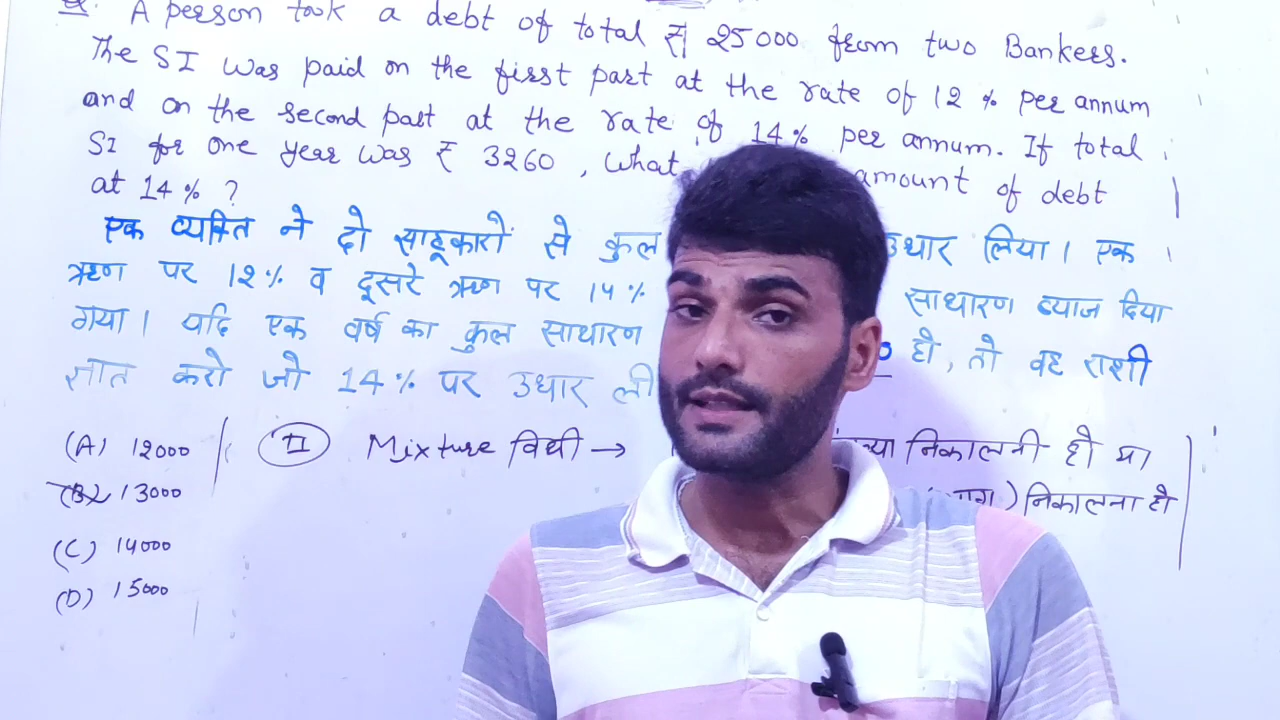 Q. A person took a debt of total ₹ 25000 from two Bankers.
The SI was paid on the first part at the rate of 12 % per annum
and on the second part at the rate of 14% per annum. If total
SI for one year was ₹ 3260 , what amount of debt
at 14 % ?
एक व्यक्ति ने दो साहूकारों से कुल उधार लिया। एक
ऋण पर 12% व दूसरे ऋण पर 14% साधारण ब्याज दिया
गया। यदि एक वर्ष का कुल साधारण हो, तो वह राशी
ज्ञात करो जो 14% पर उधार ली
(A) 12000 II Mixture विधी → निकालनी हो या
(B) 13000 ) निकालना हो
(C) 14000
(D) 15000